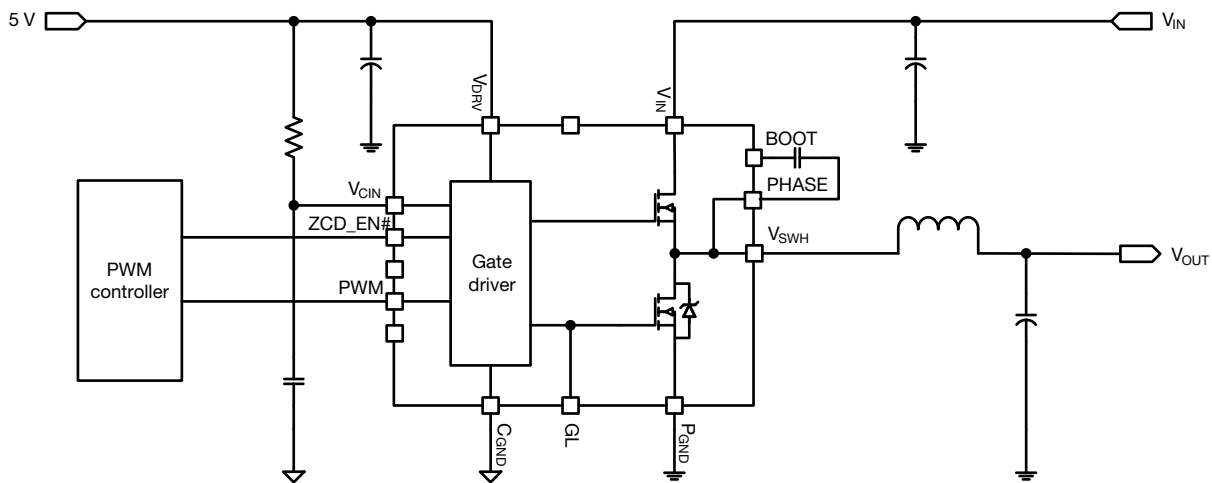 5 V
VIN
VDRV
VIN
BOOT
PHASE
VCIN
ZCD_EN#
VSWH
PWM controller
Gate driver
PWM
VOUT
CGND
GL
PGND